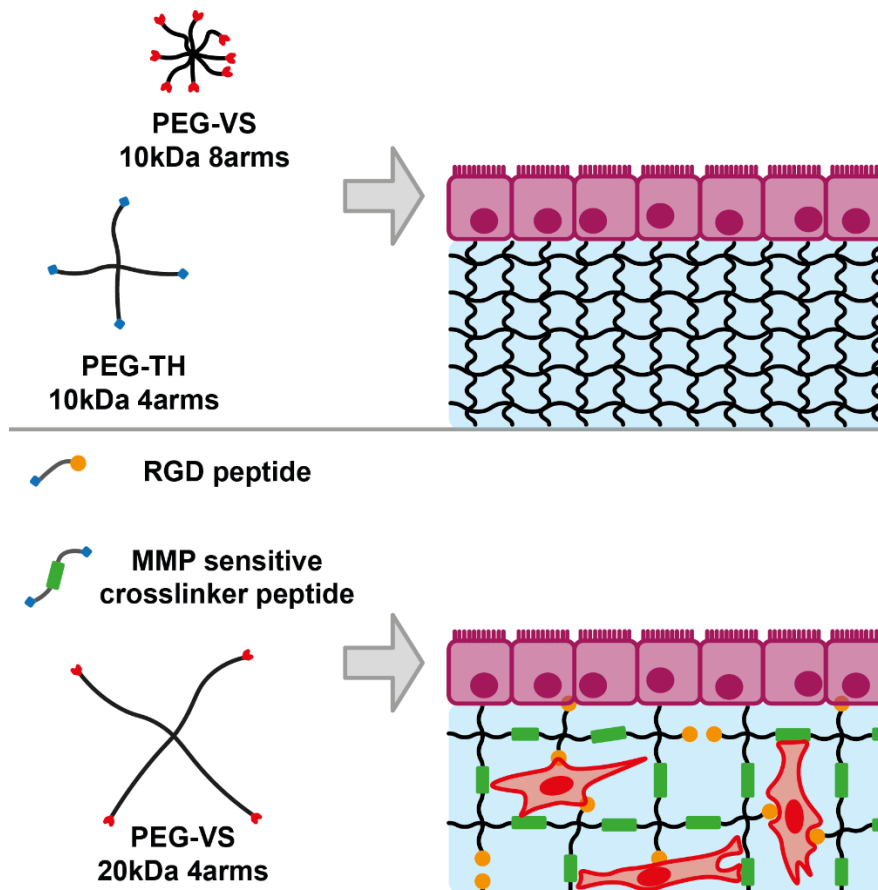 PEG-VS
10kDa 8arms
PEG-TH
10kDa 4arms
RGD peptide
MMP sensitive
crosslinker peptide
PEG-VS
20kDa 4arms